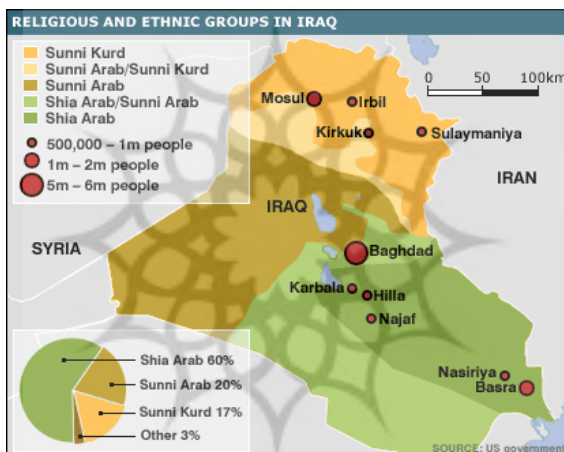 RELIGIOUS AND ETHNIC GROUPS IN IRAQ
Sunni Kurd
Sunni Arab/Sunni Kurd
Sunni Arab
Shia Arab/Sunni Arab
Shia Arab
500,000 – 1m people
1m – 2m people
5m – 6m people
0 50 100km
Mosul
Irbil
Kirkuk
Sulaymaniya
IRAN
IRAQ
SYRIA
Baghdad
Karbala
Hilla
Najaf
Nasiriya
Basra
Shia Arab 60%
Sunni Arab 20%
Sunni Kurd 17%
Other 3%
SOURCE: US government